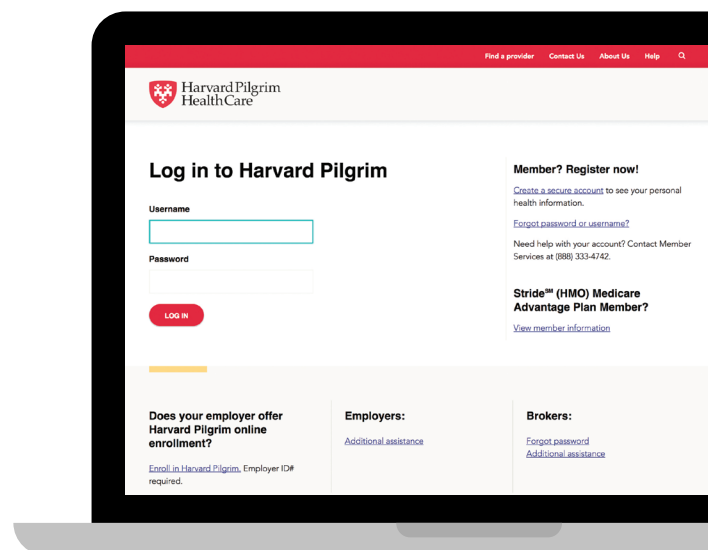 Find a provider Contact Us About Us Help
Harvard Pilgrim
Health Care
Log in to Harvard Pilgrim
Username
Password
LOG IN
Member? Register now!
Create a secure account to see your personal
health information.
Forgot password or username?
Need help with your account? Contact Member
Services at (888) 333-4742.
Stride℠ (HMO) Medicare
Advantage Plan Member?
View member information
Does your employer offer
Harvard Pilgrim online
enrollment?
Enroll in Harvard Pilgrim. Employer ID#
required.
Employers:
Additional assistance
Brokers:
Forgot password
Additional assistance